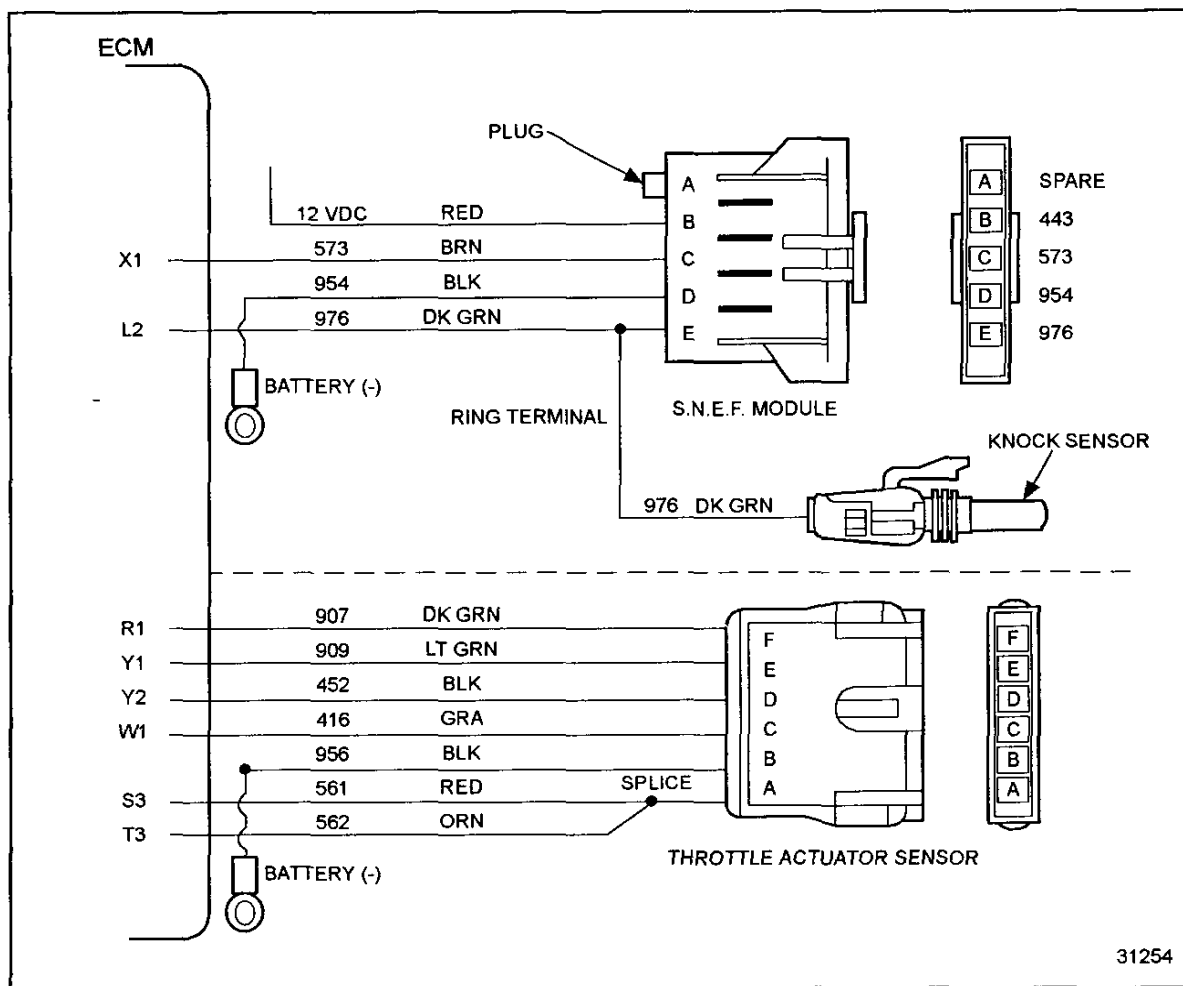 ECM
PLUG
A SPARE
B 443
C 573
D 954
E 976
12 VDC RED
X1 573 BRN
954 BLK
L2 976 DK GRN
A
B
C
D
E
BATTERY (-)
RING TERMINAL
S.N.E.F. MODULE
KNOCK SENSOR
976 DK GRN
R1 907 DK GRN
Y1 909 LT GRN
Y2 452 BLK
W1 416 GRA
956 BLK
S3 561 RED
T3 562 ORN
SPLICE
F
E
D
C
B
A
F
E
D
C
B
A
THROTTLE ACTUATOR SENSOR
BATTERY (-)
31254